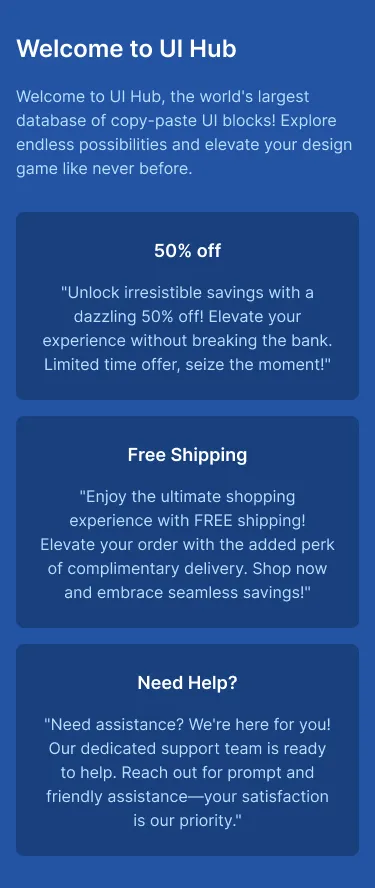 Welcome to UI Hub
Welcome to UI Hub, the world's largest
database of copy-paste UI blocks! Explore
endless possibilities and elevate your design
game like never before.
50% off
"Unlock irresistible savings with a
dazzling 50% off! Elevate your
experience without breaking the bank.
Limited time offer, seize the moment!"
Free Shipping
"Enjoy the ultimate shopping
experience with FREE shipping!
Elevate your order with the added perk
of complimentary delivery. Shop now
and embrace seamless savings!"
Need Help?
"Need assistance? We're here for you!
Our dedicated support team is ready
to help. Reach out for prompt and
friendly assistance—your satisfaction
is our priority."